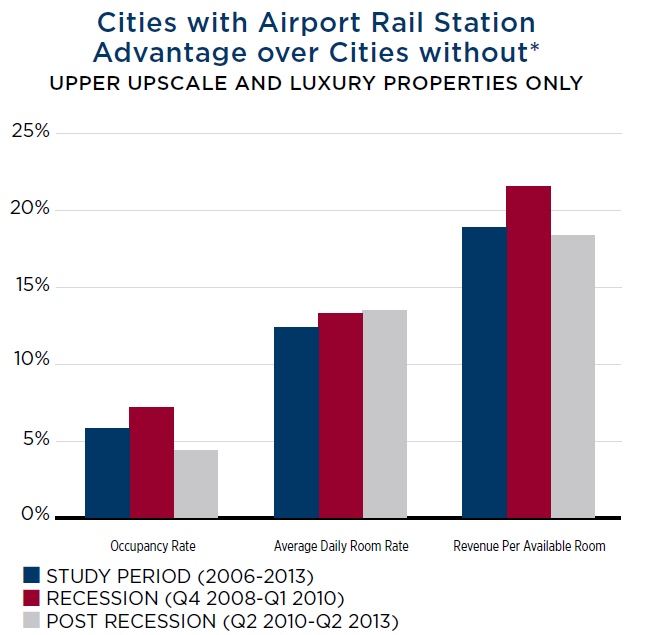 Cities with Airport Rail Station
Advantage over Cities without*
UPPER UPSCALE AND LUXURY PROPERTIES ONLY
25%
20%
15%
10%
5%
0%
Occupancy Rate
Average Daily Room Rate
Revenue Per Available Room
STUDY PERIOD (2006-2013)
RECESSION (Q4 2008-Q1 2010)
POST RECESSION (Q2 2010-Q2 2013)